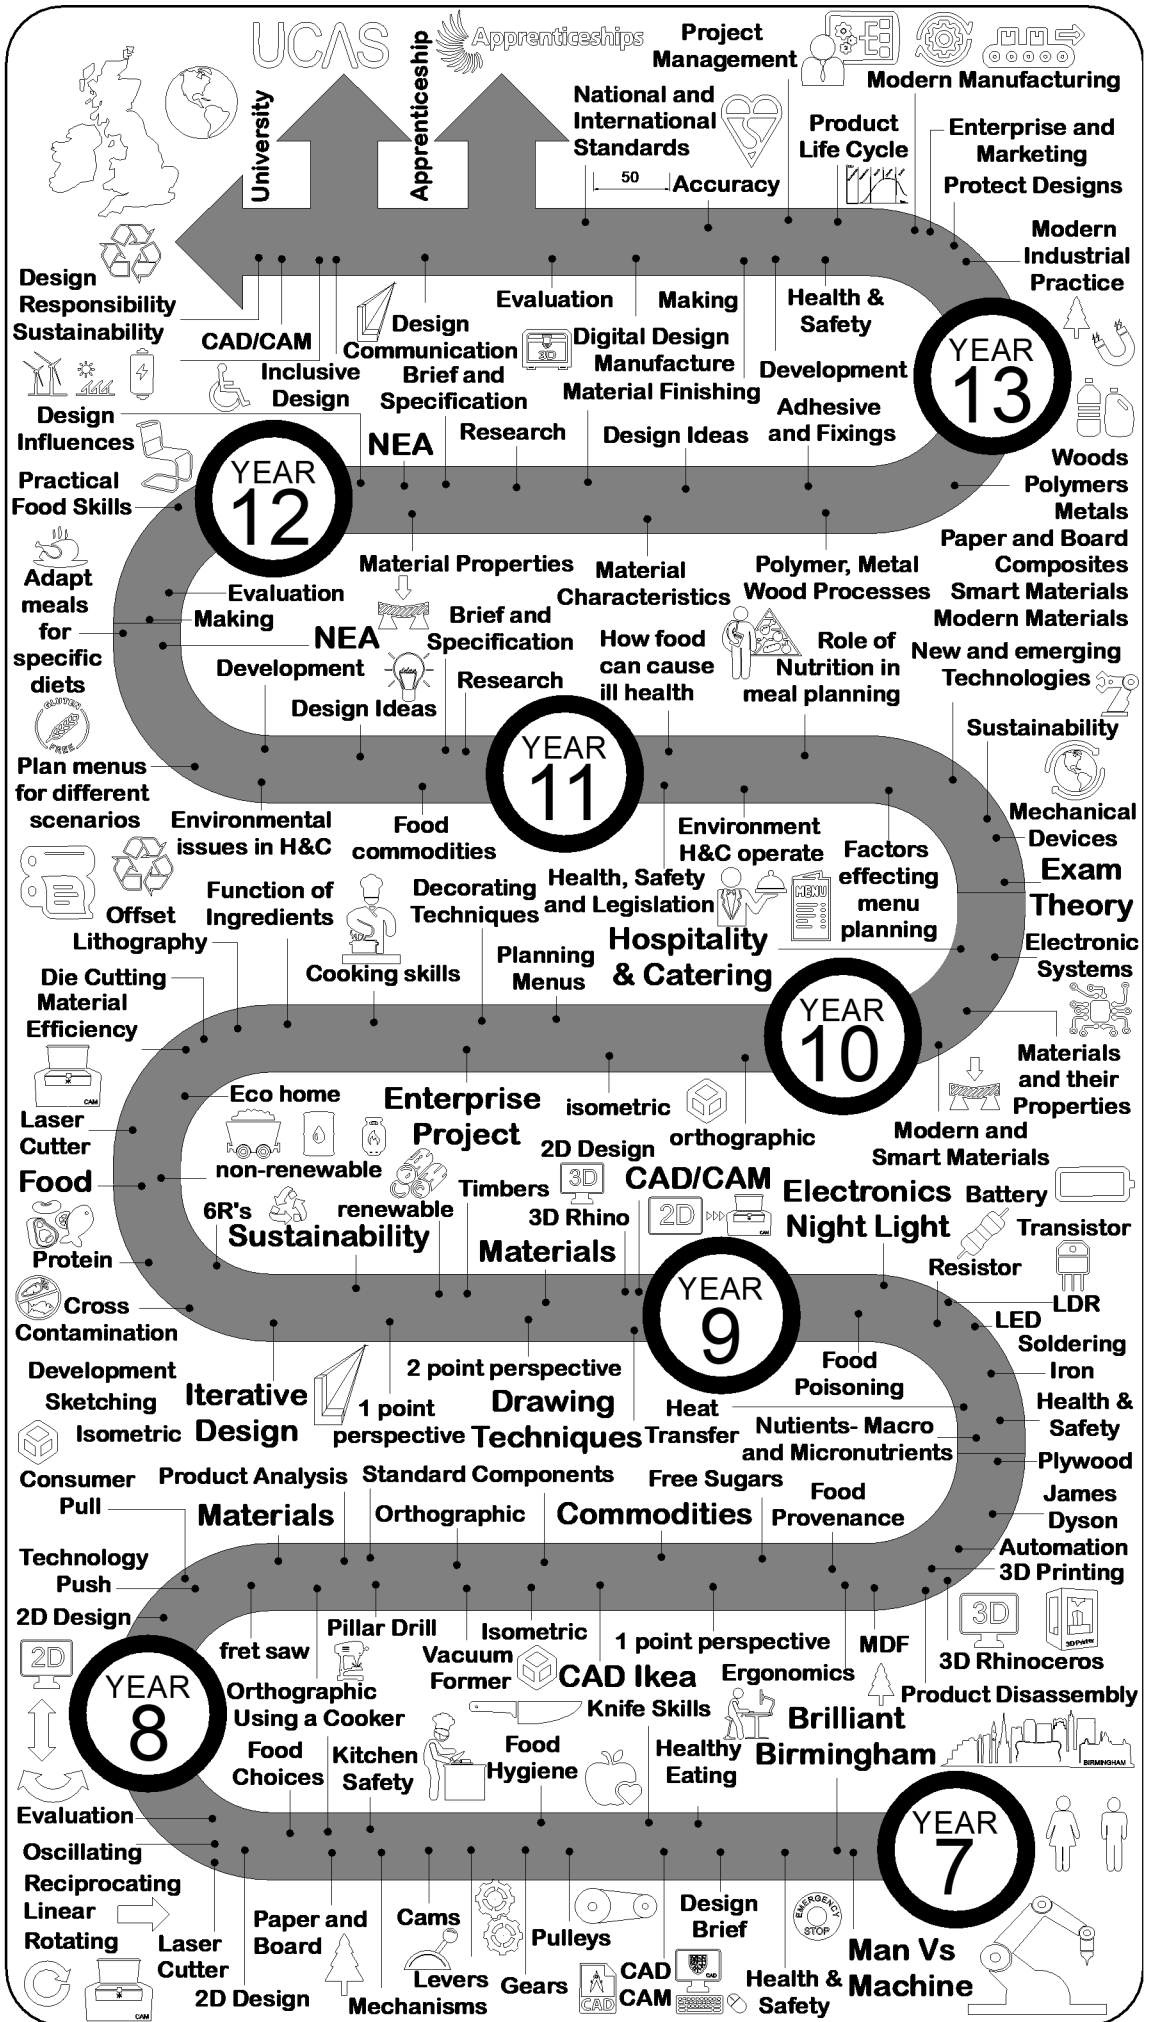 UCAS
Apprenticeships
University
Apprenticeship
Project
Management
Modern Manufacturing
National and
International
Standards
50
Accuracy
Product
Life Cycle
Enterprise and
Marketing
Protect Designs
Modern
Industrial
Practice
Design
Responsibility
Sustainability
CAD/CAM
Inclusive
Design
Design
Communication
Evaluation
3D
Digital Design
Manufacture
Making
Health &
Safety
Development
Material Finishing
Brief and
Specification
Adhesive
and Fixings
YEAR
13
Design
Influences
NEA
Research
Design Ideas
YEAR
12
Practical
Food Skills
Woods
Polymers
Metals
Paper and Board
Composites
Smart Materials
Modern Materials
Material Properties
Material
Characteristics
Polymer, Metal
Wood Processes
Adapt
meals
for
specific
diets
Evaluation
Making
NEA
Development
Brief and
Specification
idea
Research
Design Ideas
How food
can cause
ill health
Role of
Nutrition in
meal planning
New and emerging
Technologies
Sustainability
GLUTEN
FREE
Plan menus
for different
scenarios
YEAR
11
Environmental
issues in H&C
Food
commodities
Environment
H&C operate
Factors
effecting
menu
planning
Mechanical
Devices
Exam
Theory
Health, Safety
and Legislation
MENU
Hospitality
& Catering
Electronic
Systems
Function of
Ingredients
Decorating
Techniques
Offset
Lithography
Cooking skills
Planning
Menus
Die Cutting
Material
Efficiency
YEAR
10
Materials
and their
Properties
Modern and
Smart Materials
CAM
Laser
Cutter
Eco home
Enterprise
Project
isometric
orthographic
Food
non-renewable
6R's
renewable
Sustainability
Timbers
2D Design
3D
3D Rhino
CAD/CAM
2D
CAM
Materials
Electronics
Night Light
Battery
Transistor
Resistor
LDR
LED
Protein
Cross
Contamination
YEAR
9
Soldering
Iron
Food
Poisoning
Health &
Safety
Development
Sketching
Isometric
Iterative
Design
1 point
perspective
2 point perspective
Drawing
Techniques
Heat
Transfer
Nutients- Macro
and Micronutrients
Plywood
Consumer
Pull
Product Analysis
Standard Components
Free Sugars
Food
Provenance
James
Dyson
Materials
Orthographic
Commodities
Automation
3D Printing
Technology
Push
2D Design
2D
fret saw
Pillar Drill
Vacuum
Former
Isometric
CAD Ikea
1 point perspective
Ergonomics
MDF
3D
3D Printer
3D Rhinoceros
Product Disassembly
YEAR
8
Orthographic
Using a Cooker
Knife Skills
Brilliant
Birmingham
BIRMINGHAM
Food
Choices
Kitchen
Safety
Food
Hygiene
Healthy
Eating
YEAR
7
Evaluation
Oscillating
Reciprocating
Linear
Rotating
CAM
Laser
Cutter
2D Design
Paper and
Board
Mechanisms
Cams
Levers
Gears
Pulleys
CAD
CAD
CAM
CAD
Design
Brief
EMERGENCY
STOP
Health &
Safety
Man Vs
Machine